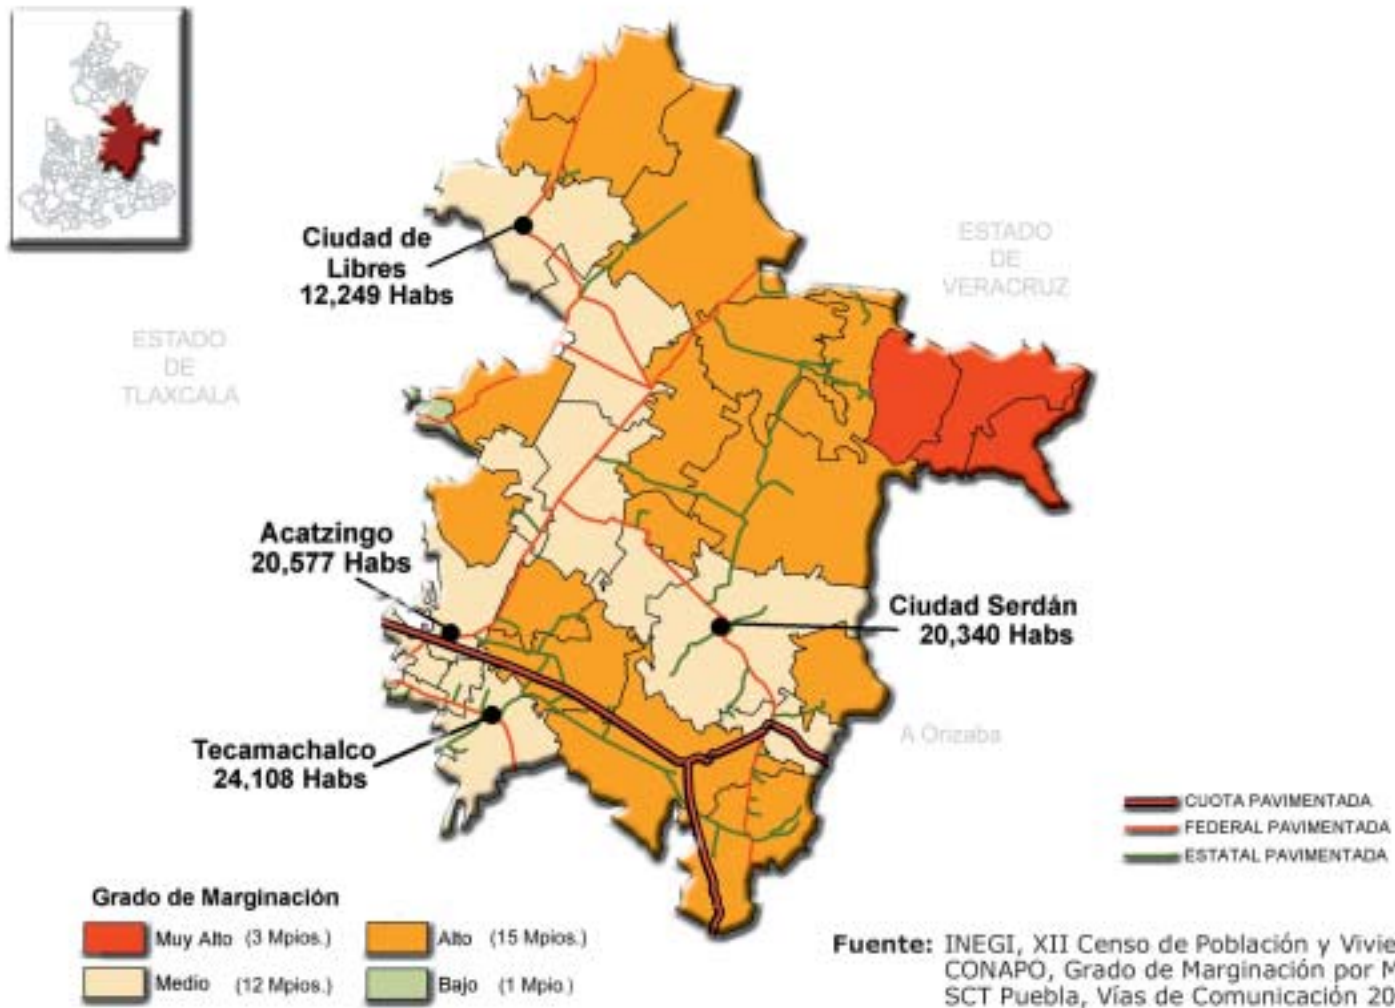 Ciudad de
Libres
12,249 Habs
ESTADO
DE
VERACRUZ
ESTADO
DE
TLAXCALA
Acatzingo
20,577 Habs
Ciudad Serdán
20,340 Habs
Tecamachalco
24,108 Habs
A Orizaba
CUOTA PAVIMENTADA
FEDERAL PAVIMENTADA
ESTATAL PAVIMENTADA
Grado de Marginación
Muy Alto (3 Mpios.) Alto (15 Mpios.)
Medio (12 Mpios.) Bajo (1 Mpio.)
Fuente: INEGI, XII Censo de Población y Vivie
CONAPO, Grado de Marginación por M
SCT Puebla, Vías de Comunicación 20